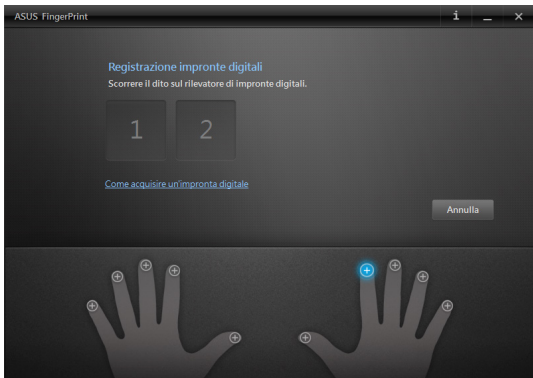 ASUS FingerPrint
Registrazione impronte digitali
Scorrere il dito sul rilevatore di impronte digitali.
1 2
Come acquisire un'impronta digitale
Annulla